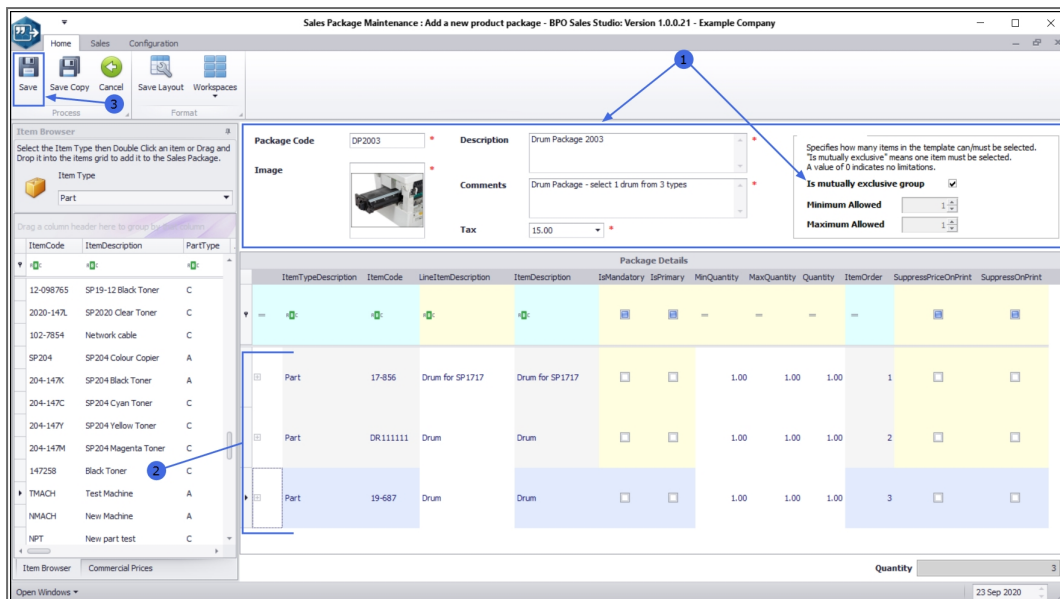 Sales Package Maintenance : Add a new product package - BPO Sales Studio: Version 1.0.0.21 - Example Company
Home Sales Configuration
Save Save Copy Cancel Save Layout Workspaces
Process Format
1
3
Item Browser
Select the Item Type then Double Click an item or Drag and
Drop it into the items grid to add it to the Sales Package.
Item Type
Part
Drag a column header here to group by that column
ItemCode ItemDescription PartType
12-098765 SP19-12 Black Toner C
2020-147L SP2020 Clear Toner C
102-7854 Network cable C
SP204 SP204 Colour Copier A
204-147K SP204 Black Toner A
204-147C SP204 Cyan Toner C
204-147Y SP204 Yellow Toner C
204-147M SP204 Magenta Toner C
147258 Black Toner C
2
TMACH Test Machine A
NMACH New Machine A
NPT New part test C
Item Browser Commercial Prices
Package Code DP2003 *
Image *
Description Drum Package 2003 *
Comments Drum Package - select 1 drum from 3 types *
Tax 15.00 *
Specifies how many items in the template can/must be selected.
"Is mutually exclusive" means one item must be selected.
A value of 0 indicates no limitations.
Is mutually exclusive group
Minimum Allowed 1
Maximum Allowed 1
Package Details
ItemTypeDescription ItemCode LineItemDescription ItemDescription IsMandatory IsPrimary MinQuantity MaxQuantity Quantity ItemOrder SuppressPriceOnPrint SuppressOnPrint
Part 17-856 Drum for SP1717 Drum for SP1717 1.00 1.00 1.00 1
Part DR111111 Drum Drum 1.00 1.00 1.00 2
Part 19-687 Drum Drum 1.00 1.00 1.00 3
Quantity 3
Open Windows 23 Sep 2020